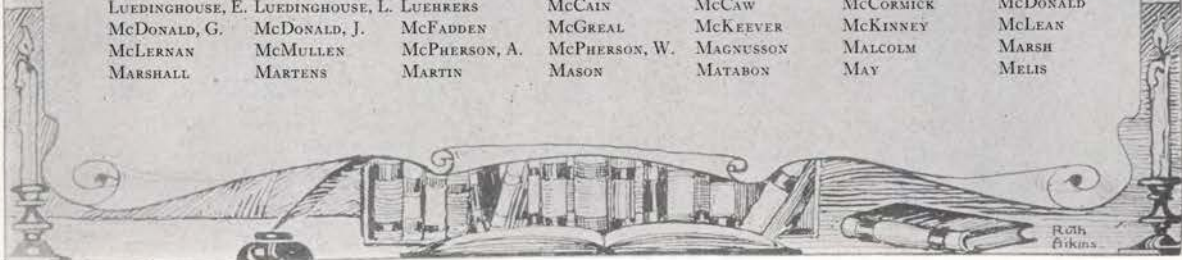 LUEDINGHOUSE, E. LUEDINGHOUSE, L. LUEHRERS MCCAIN MCCAW MCCORMICK MCDONALD
MCDONALD, G. MCDONALD, J. MCFADDEN MCGREAL MCKEEVER MCKINNEY MCLEAN
MCLERNAN MCMULLEN MCPHERSON, A. MCPHERSON, W. MAGNUSSON MALCOLM MARSH
MARSHALL MARTENS MARTIN MASON MATABON MAY MELIS
Ruth
Aikins